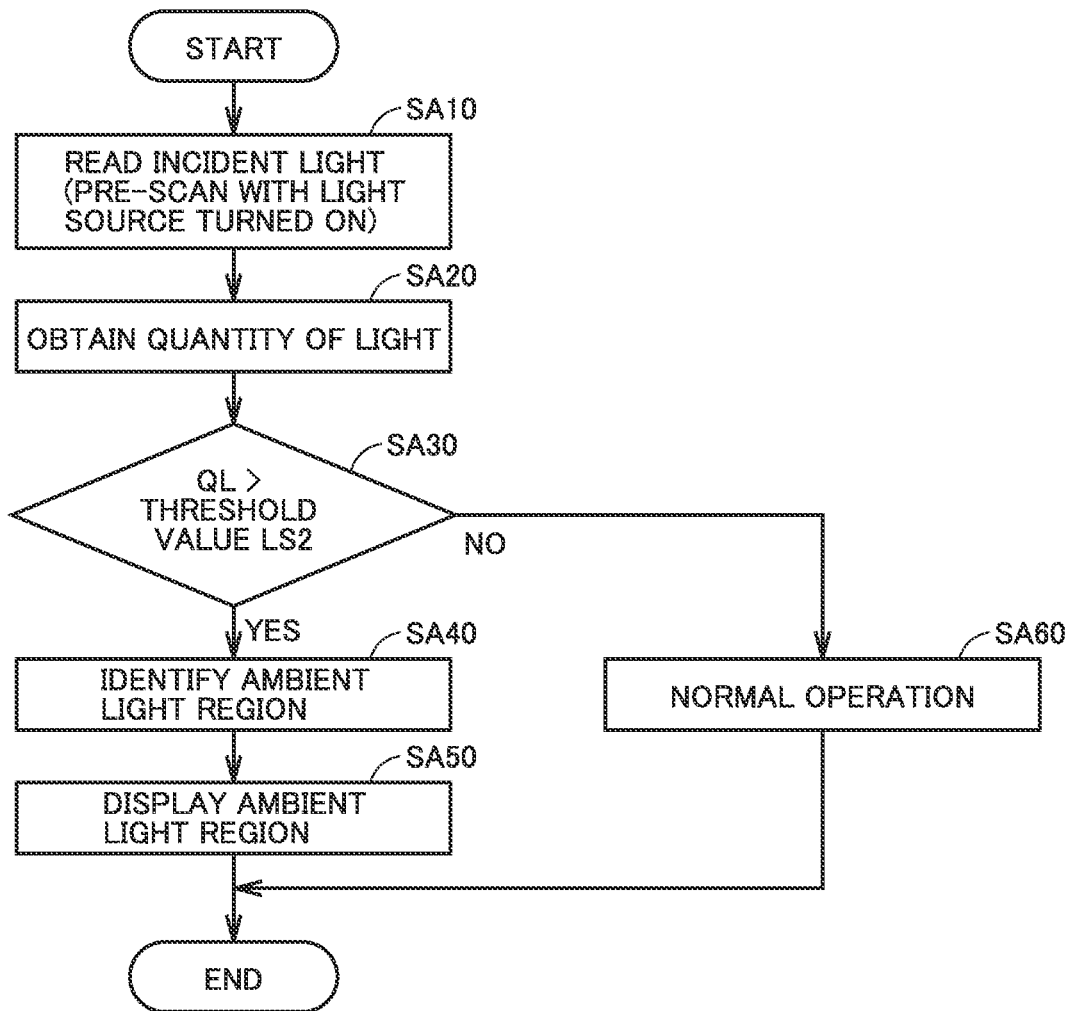 START
SA10
READ INCIDENT LIGHT
(PRE-SCAN WITH LIGHT
SOURCE TURNED ON)
SA20
OBTAIN QUANTITY OF LIGHT
SA30
QL >
THRESHOLD
VALUE LS2
NO
YES
SA40
IDENTIFY AMBIENT
LIGHT REGION
SA60
NORMAL OPERATION
SA50
DISPLAY AMBIENT
LIGHT REGION
END